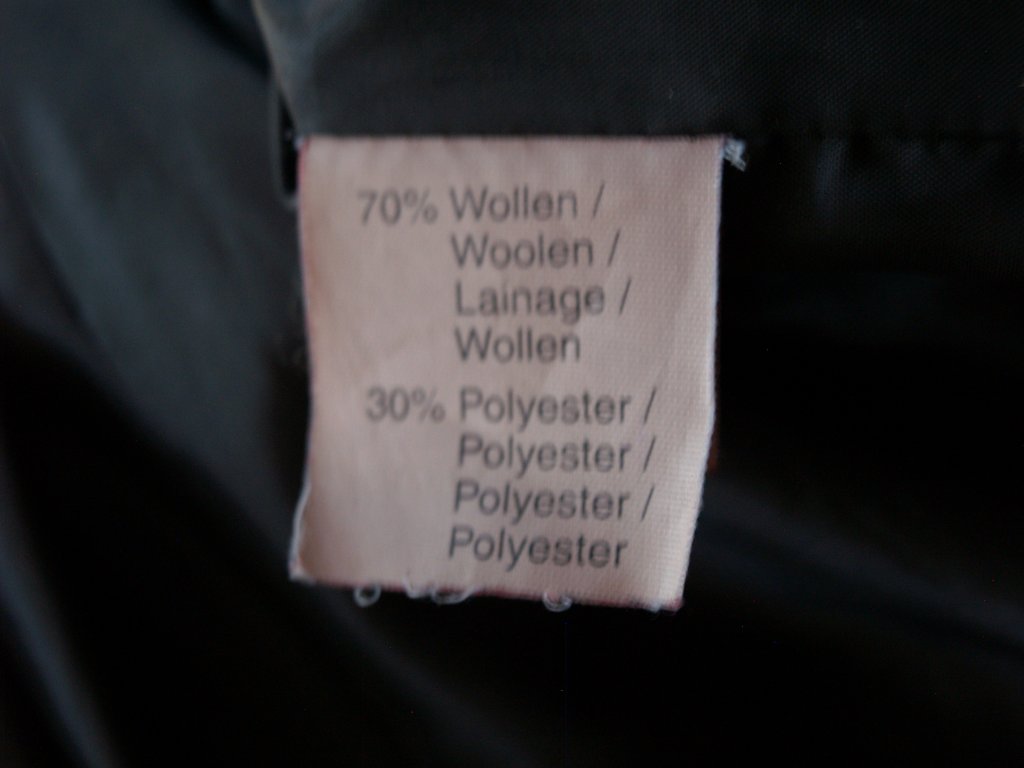 70% Wollen /
Woolen /
Lainage /
Wollen
30% Polyester /
Polyester /
Polyester /
Polyester